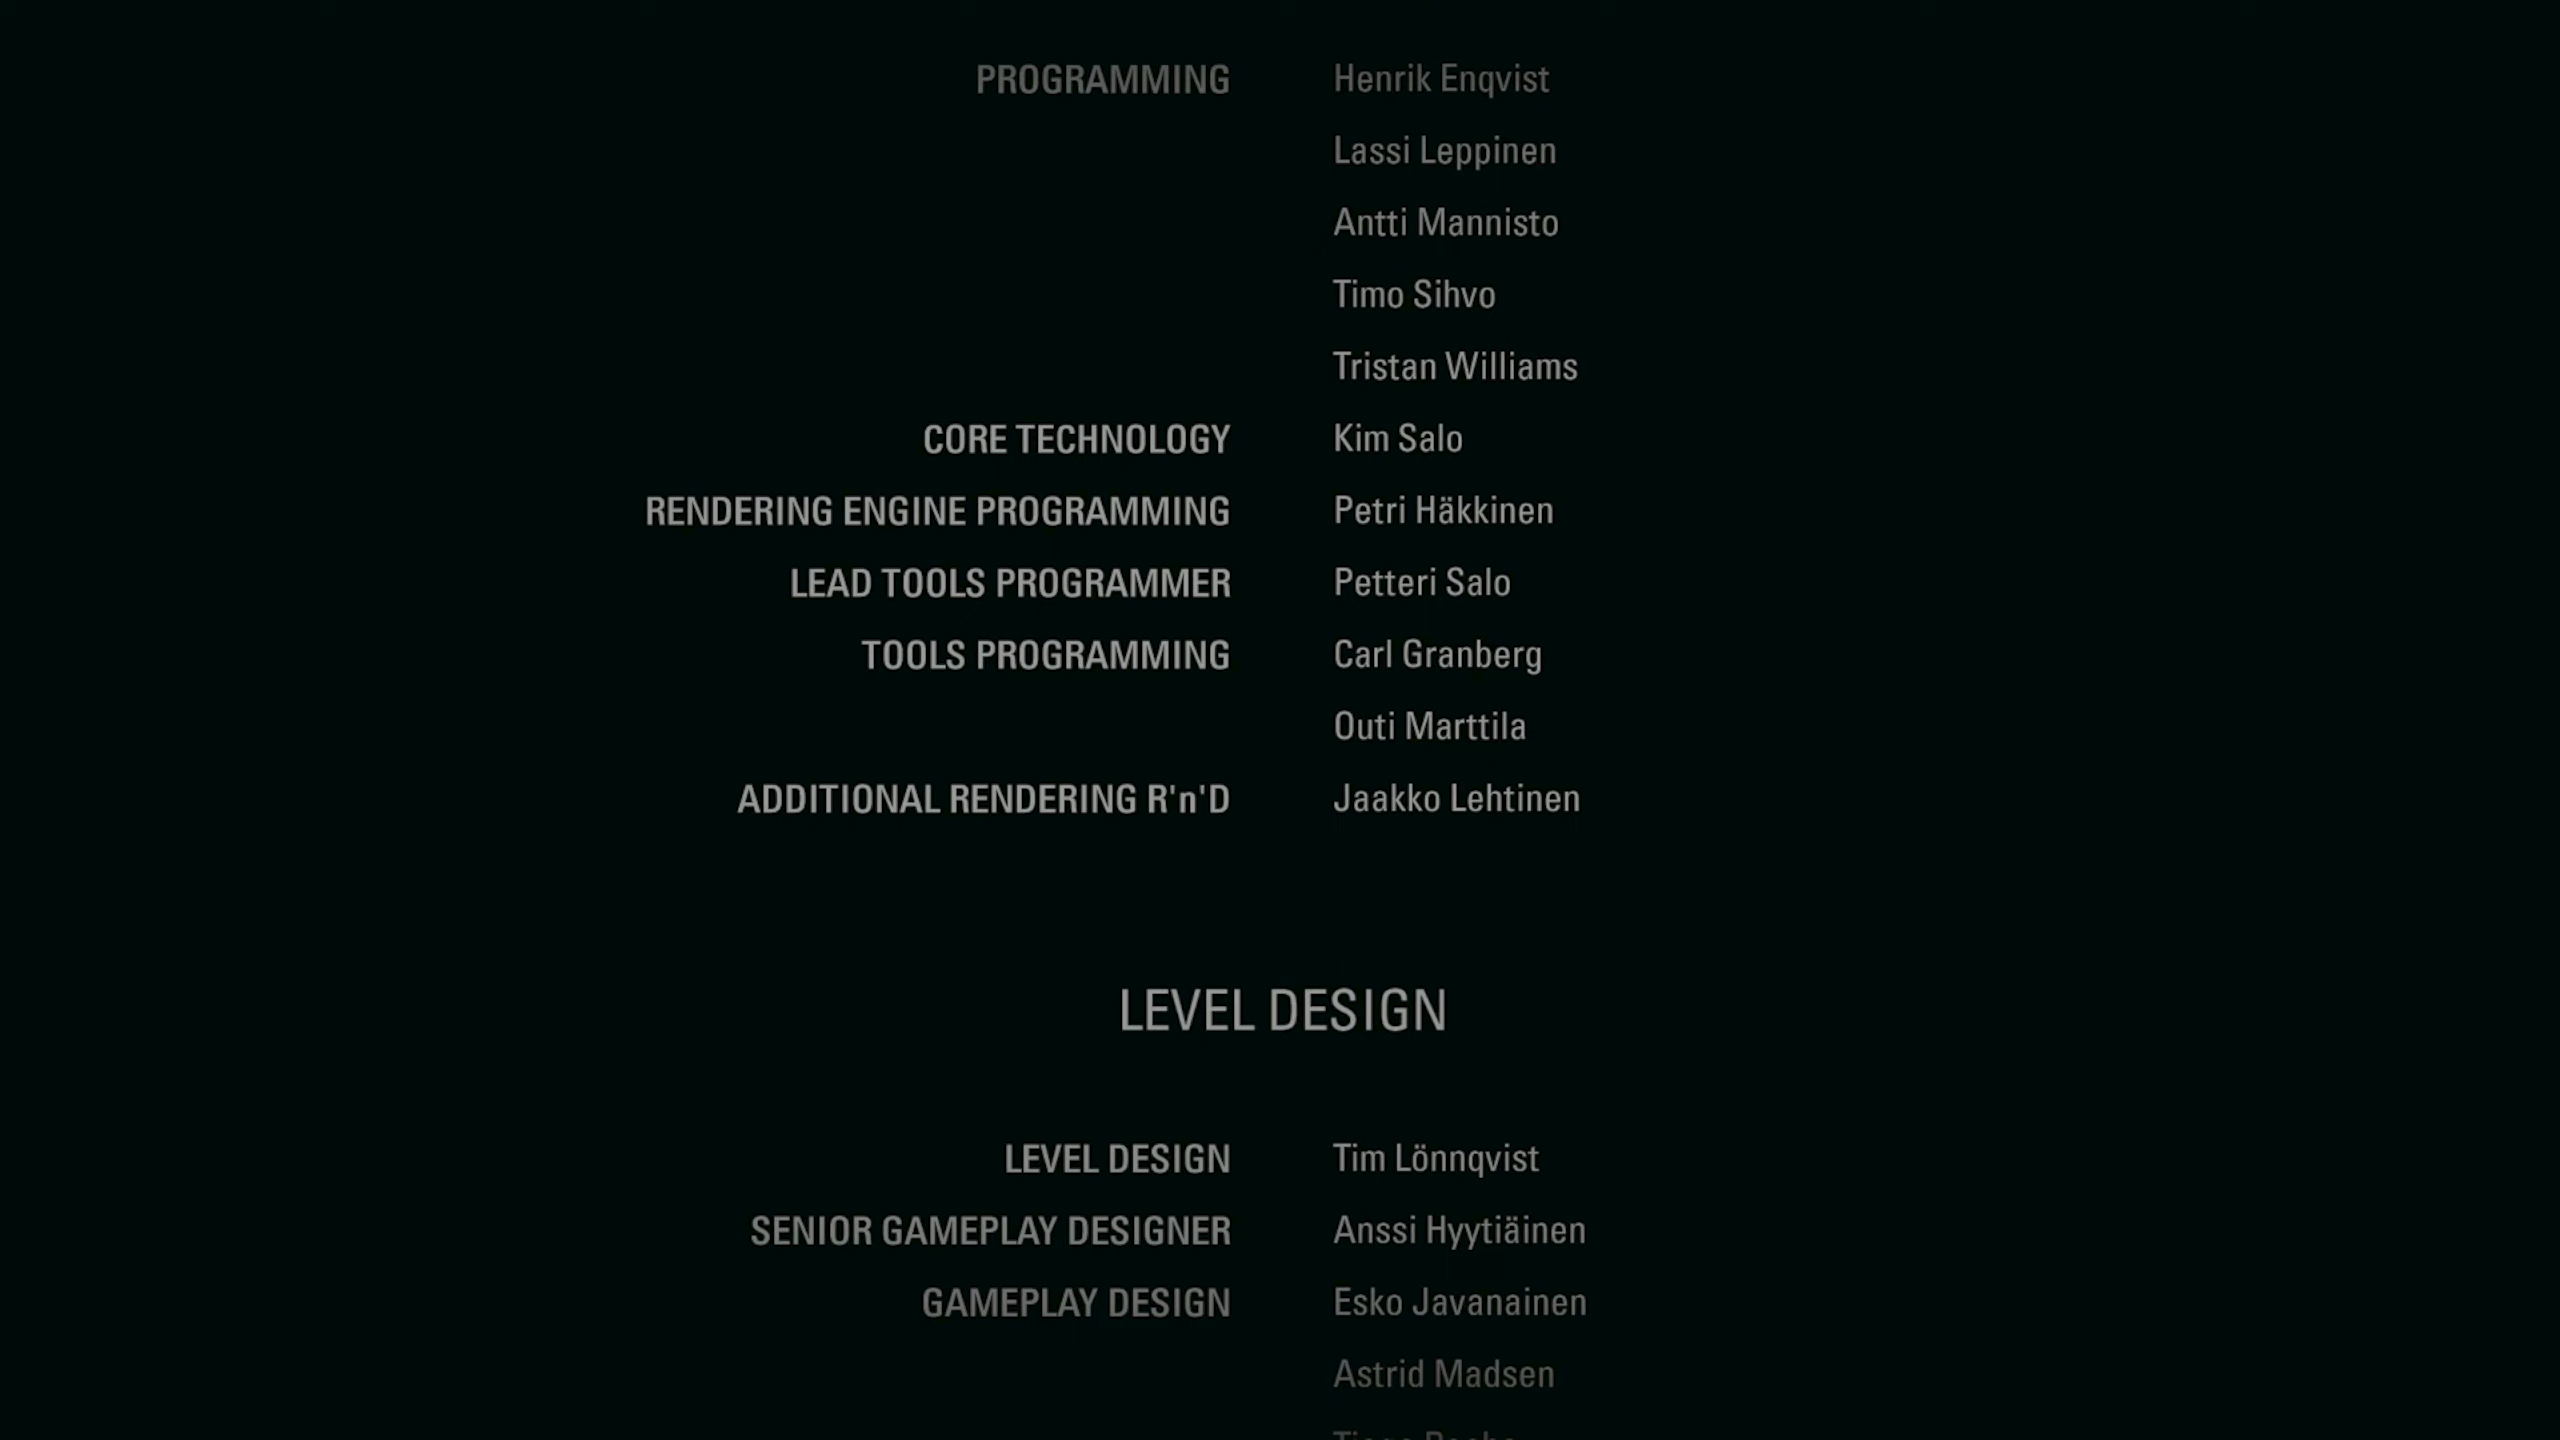 PROGRAMMING Henrik Enqvist
Lassi Leppinen
Antti Mannisto
Timo Sihvo
Tristan Williams
CORE TECHNOLOGY Kim Salo
RENDERING ENGINE PROGRAMMING Petri Häkkinen
LEAD TOOLS PROGRAMMER Petteri Salo
TOOLS PROGRAMMING Carl Granberg
Outi Marttila
ADDITIONAL RENDERING R'n'D Jaakko Lehtinen
LEVEL DESIGN
LEVEL DESIGN Tim Lönnqvist
SENIOR GAMEPLAY DESIGNER Anssi Hyytiäinen
GAMEPLAY DESIGN Esko Javanainen
Astrid Madsen